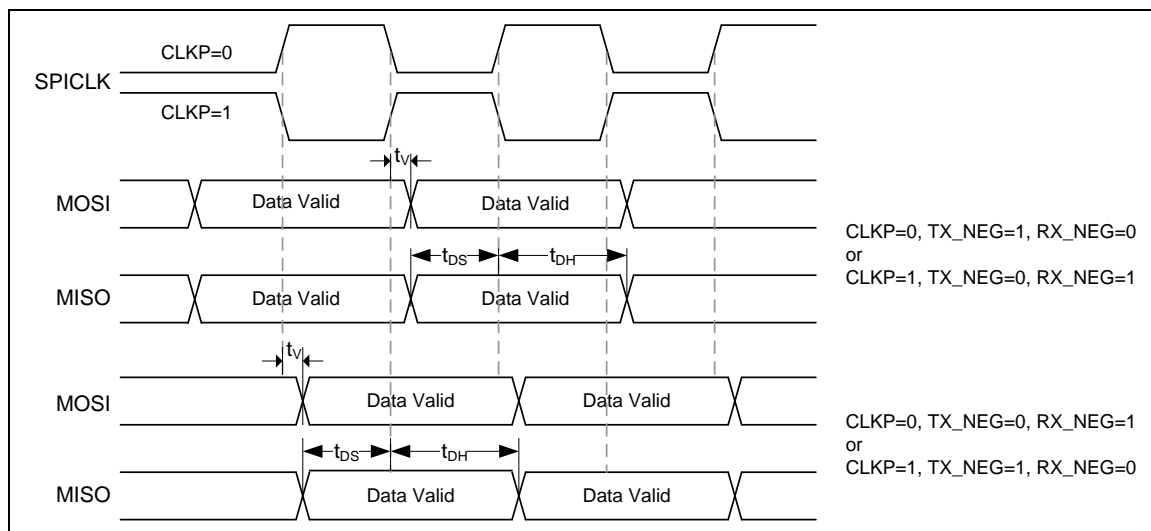 CLKP=0
SPICLK
CLKP=1
tV
MOSI
Data Valid
Data Valid
CLKP=0, TX_NEG=1, RX_NEG=0
or
CLKP=1, TX_NEG=0, RX_NEG=1
tDS
tDH
MISO
Data Valid
Data Valid
tV
MOSI
Data Valid
Data Valid
CLKP=0, TX_NEG=0, RX_NEG=1
or
CLKP=1, TX_NEG=1, RX_NEG=0
tDS
tDH
MISO
Data Valid
Data Valid